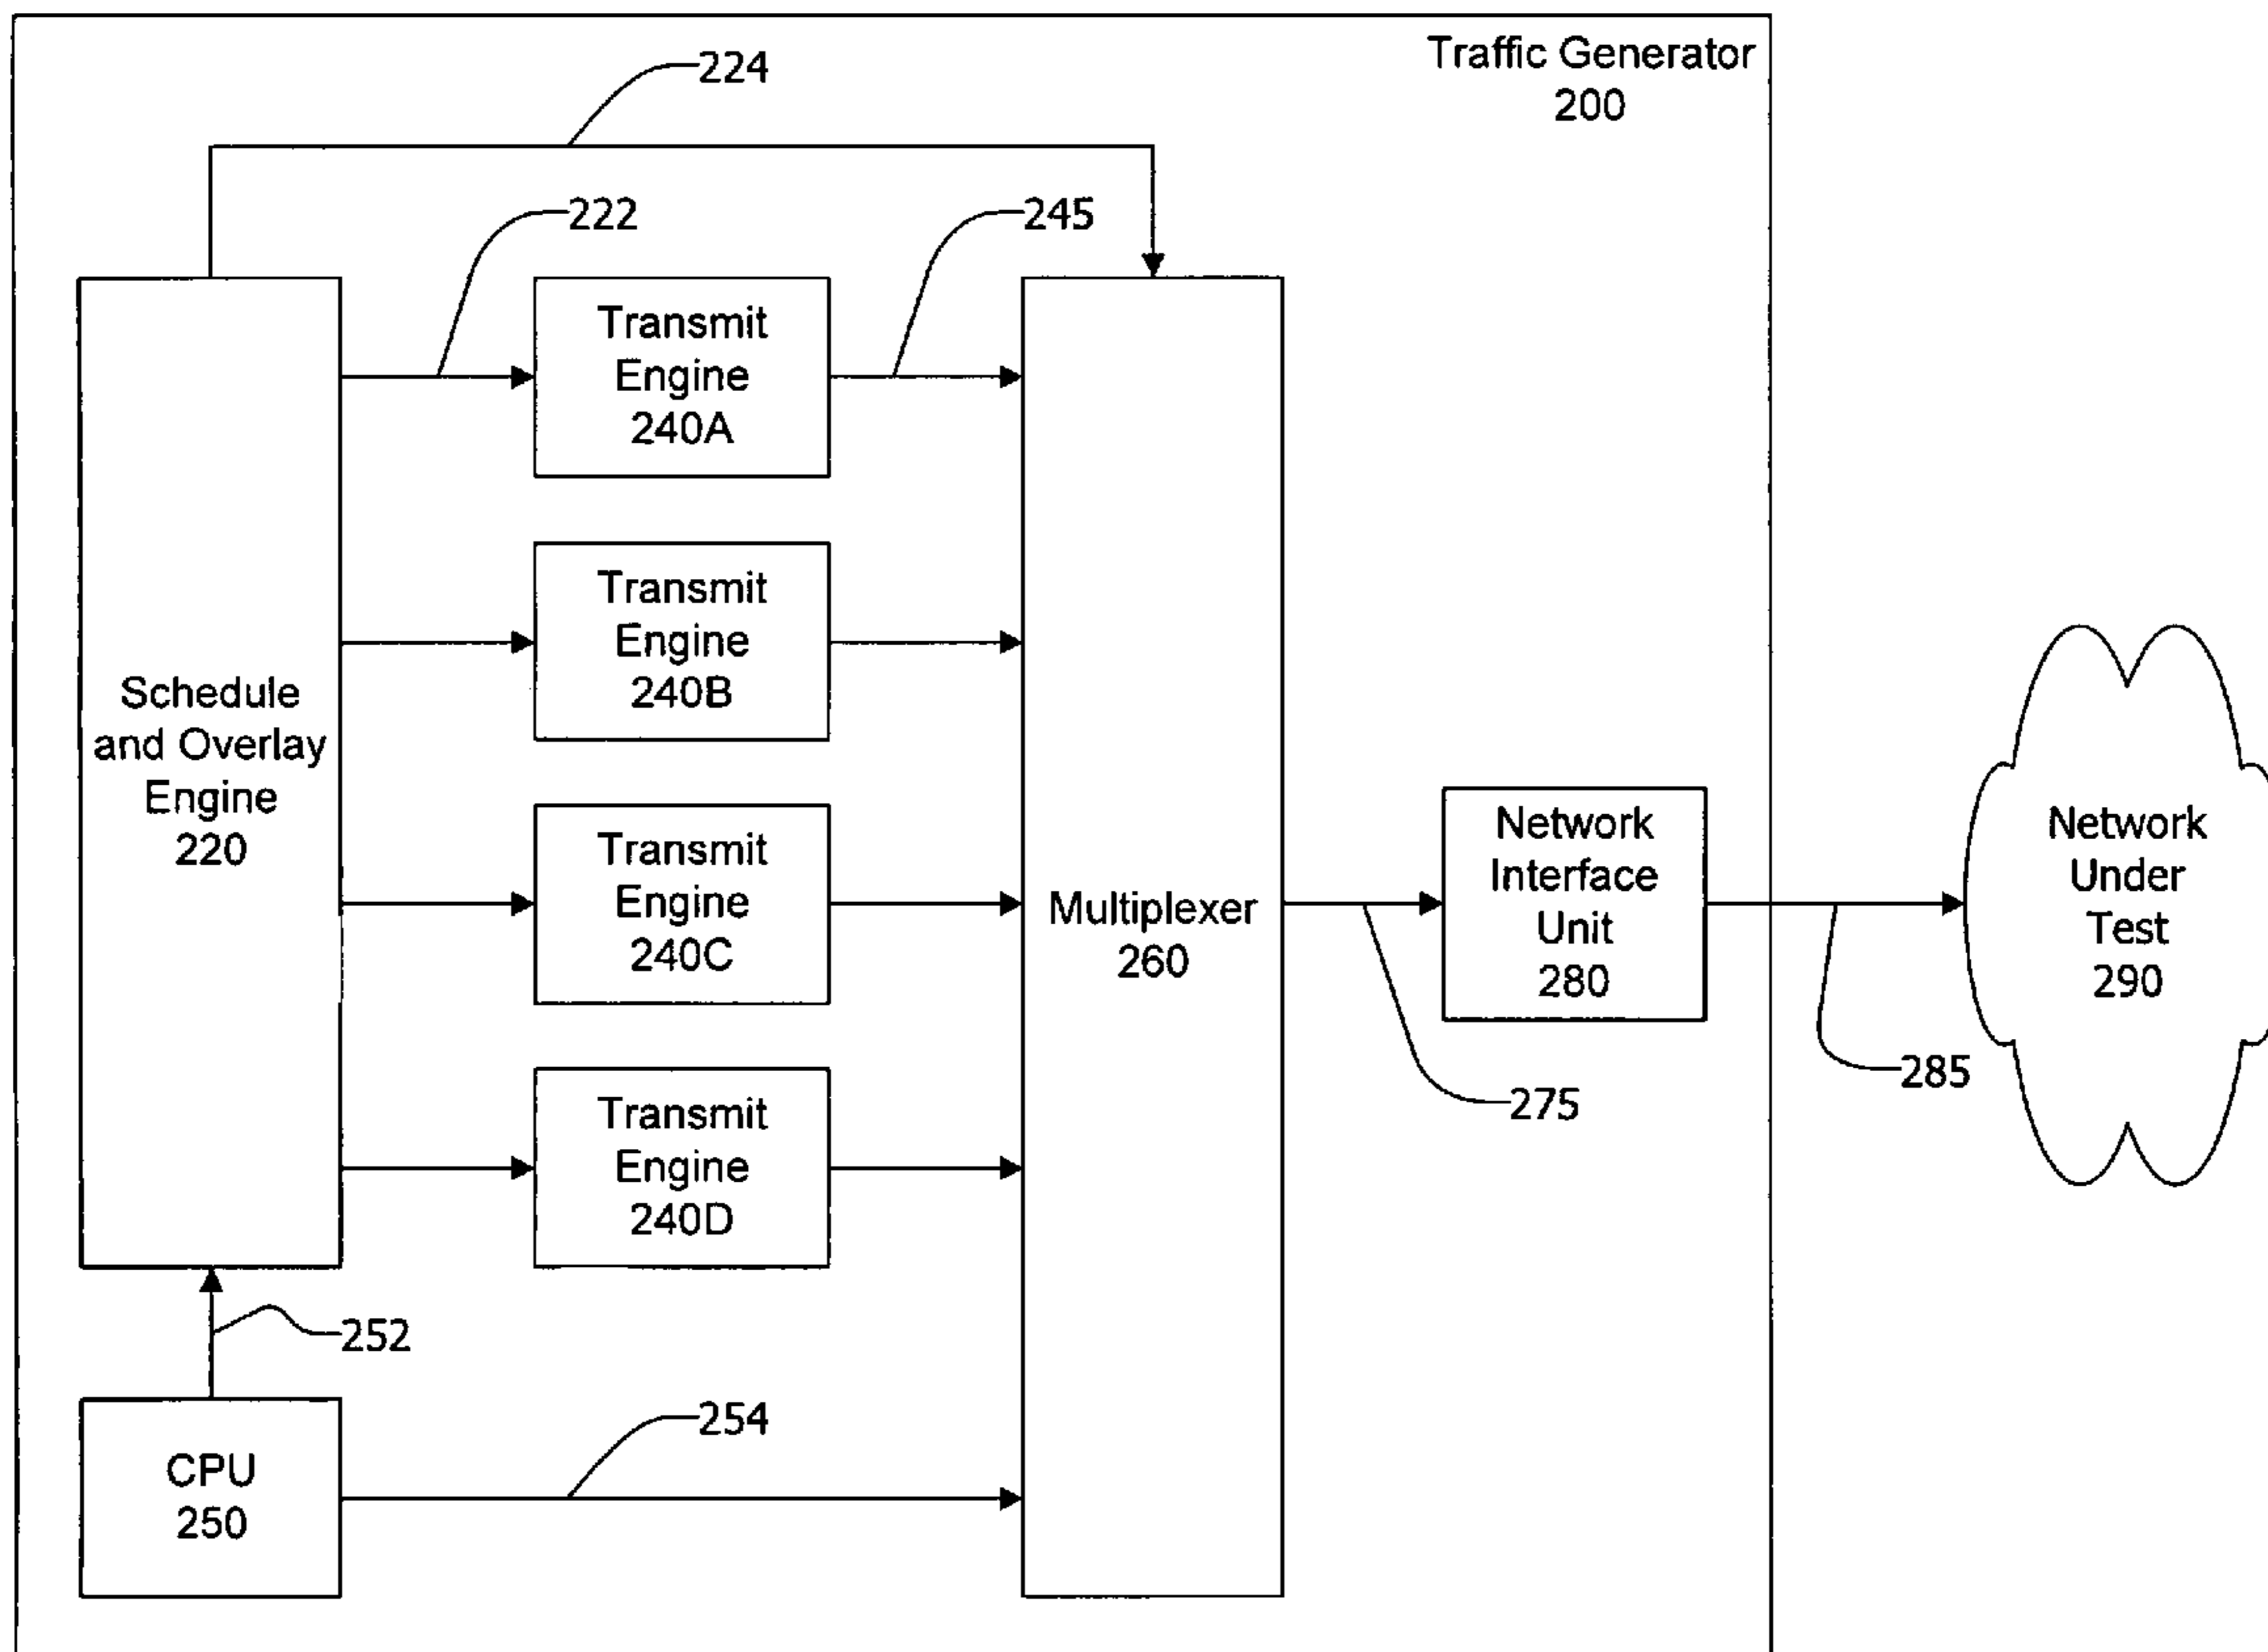 Traffic Generator
200
224
222
245
Transmit
Engine
240A
Transmit
Engine
240B
Schedule
and Overlay
Engine
220
Transmit
Engine
240C
Multiplexer
260
Network
Interface
Unit
280
Network
Under
Test
290
285
275
Transmit
Engine
240D
252
254
CPU
250